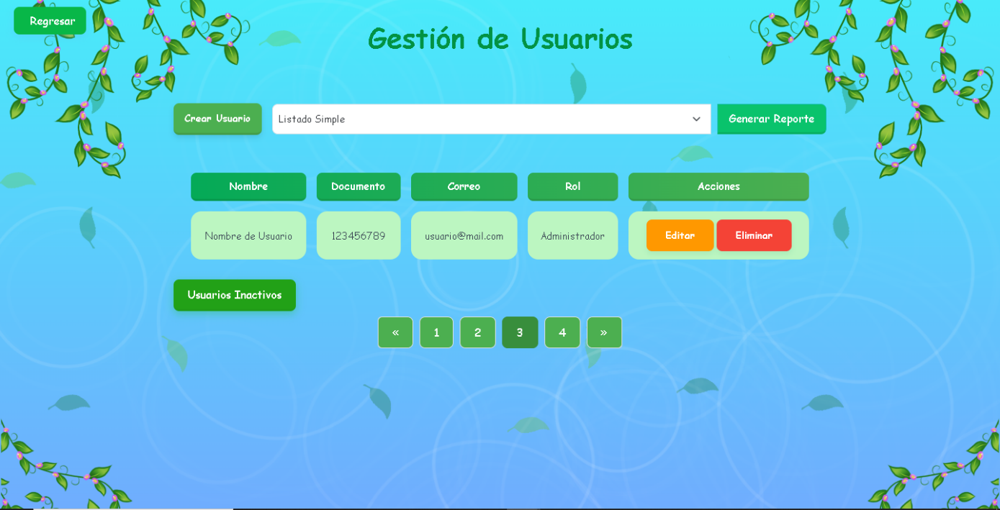 Regresar
Gestión de Usuarios
Crear Usuario
Listado Simple
Generar Reporte
Nombre Documento Correo Rol Acciones
Nombre de Usuario 123456789 usuario@mail.com Administrador Editar Eliminar
Usuarios Inactivos
« 1 2 3 4 »